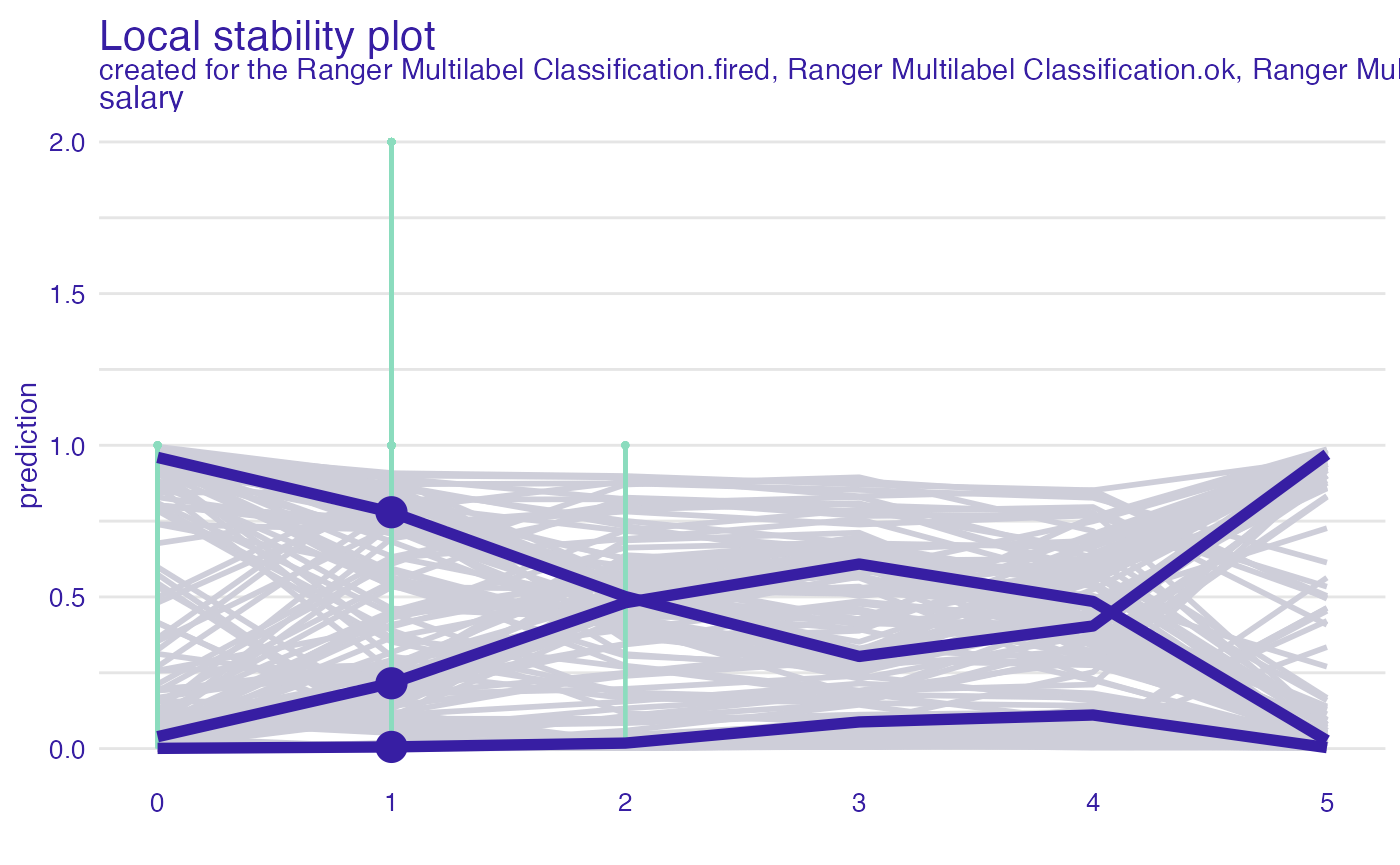 Local stability plot
created for the Ranger Multilabel Classification.fired, Ranger Multilabel Classification.ok, Ranger
salary
2.0
1.5
1.0
0.5
0.0
prediction
0 1 2 3 4 5